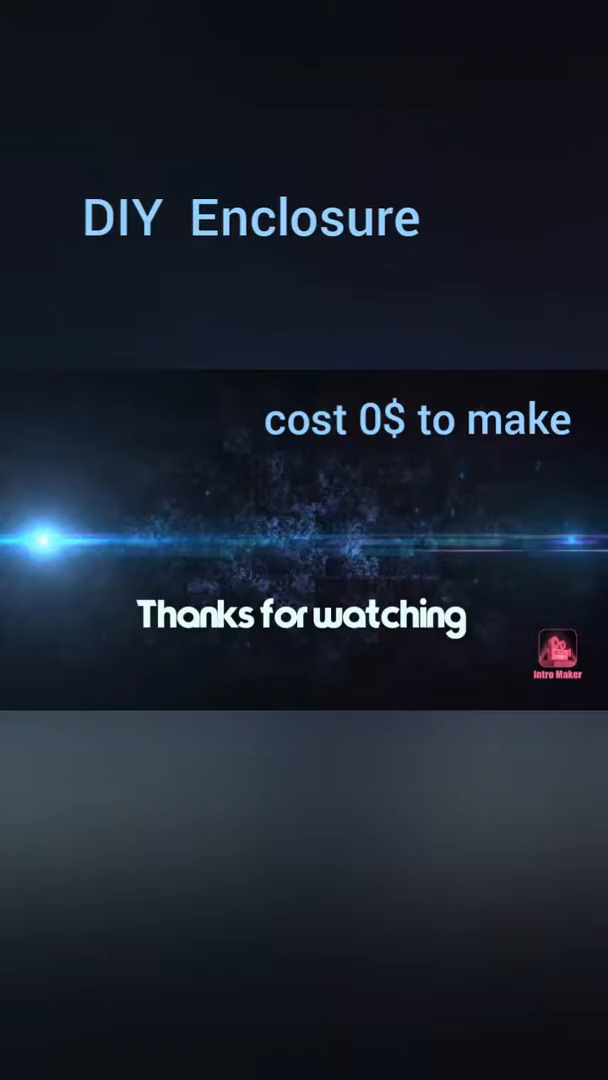 DIY Enclosure
cost 0$ to make
Thanks for watching
Intro Maker